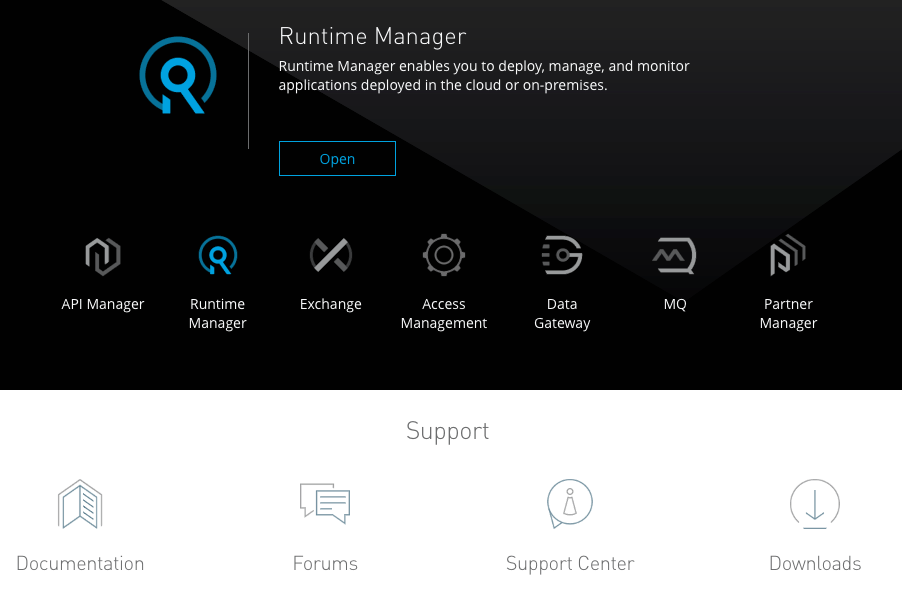 Runtime Manager
Runtime Manager enables you to deploy, manage, and monitor
applications deployed in the cloud or on-premises.
Open
API Manager
Runtime
Manager
Exchange
Access
Management
Data
Gateway
MQ
Partner
Manager
Support
Documentation
Forums
Support Center
Downloads